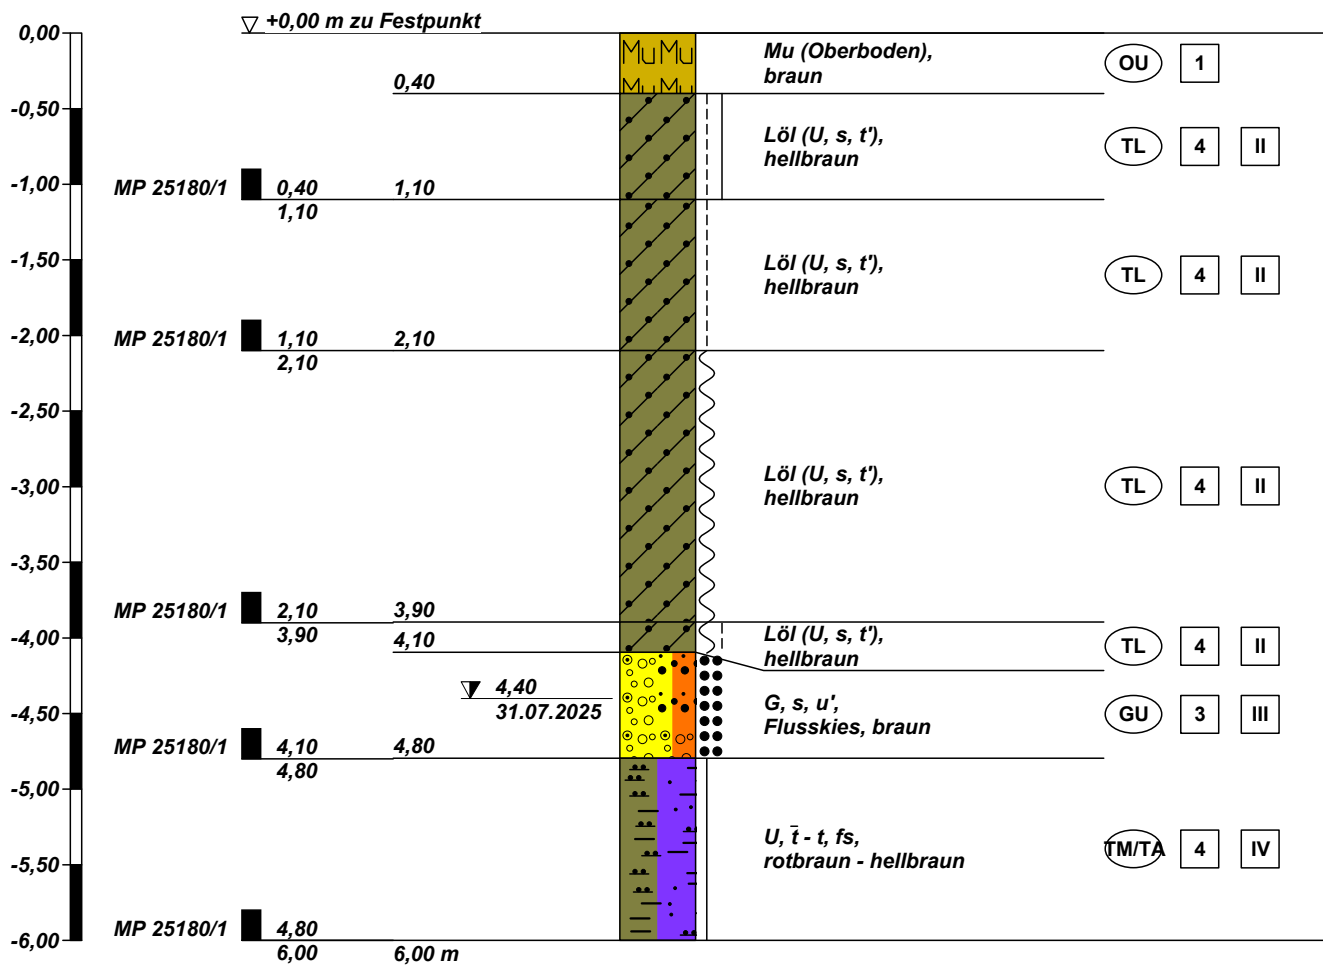 +0,00 m zu Festpunkt
0,00
Mu Mu
Mu Mu
Mu (Oberboden),
braun
OU 1
0,40
-0,50
Löl (U, s, t'),
hellbraun
TL 4 II
-1,00
MP 25180/1 0,40 1,10
1,10
-1,50
Löl (U, s, t'),
hellbraun
TL 4 II
-2,00
MP 25180/1 1,10 2,10
2,10
-2,50
-3,00
Löl (U, s, t'),
hellbraun
TL 4 II
-3,50
MP 25180/1 2,10 3,90
3,90
-4,00
4,10
Löl (U, s, t'),
hellbraun
TL 4 II
4,40
31.07.2025
-4,50
G, s, u',
Flusskies, braun
GU 3 III
MP 25180/1 4,10 4,80
4,80
-5,00
U, t̄ - t, fs,
rotbraun - hellbraun
TM/TA 4 IV
-5,50
MP 25180/1 4,80
-6,00
6,00 6,00 m